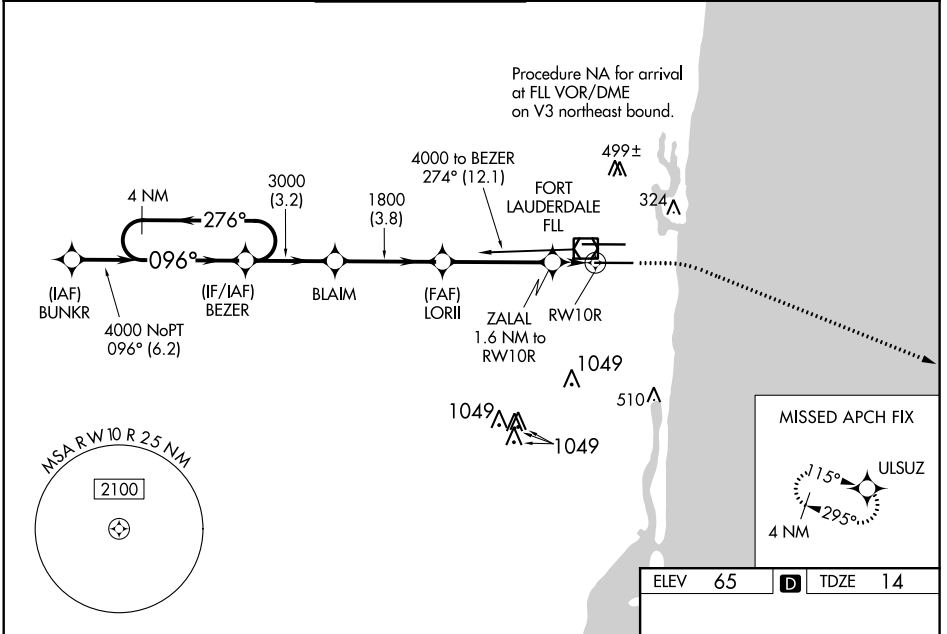 Procedure NA for arrival
at FLL VOR/DME
on V3 northeast bound.
499±
4000 to BEZER
274° (12.1)
3000
(3.2)
4 NM
1800
(3.8)
FORT
LAUDERDALE
FLL
324
276°
096°
(IAF)
BUNKR
(IF/IAF)
BEZER
BLAIM
(FAF)
LORII
ZALAL
1.6 NM to
RW10R
RW10R
4000 NoPT
096° (6.2)
1049
510
1049
1049
MISSED APCH FIX
ULSUZ
115°
295°
4 NM
MSA RW 10 R 25 NM
2100
ELEV 65 D TDZE 14